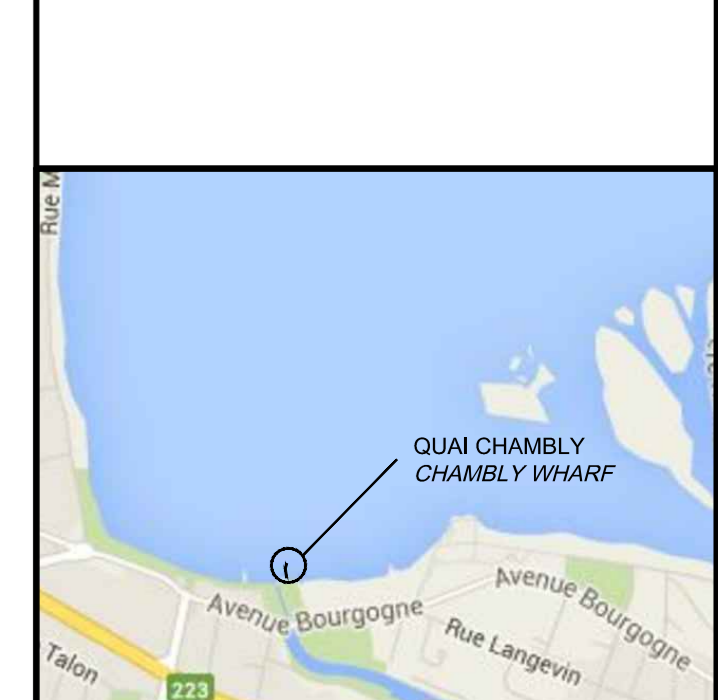 Rue M
QUAI CHAMBLY
CHAMBLY WHARF
Avenue Bourgogne
Avenue Bourgogne
Rue Langevin
Talon
223